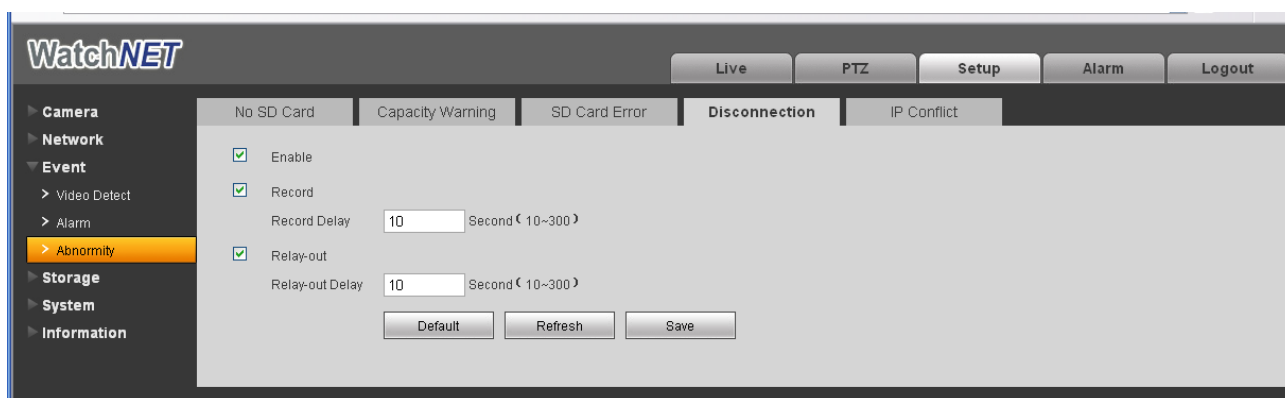 WatchNET
Live PTZ Setup Alarm Logout
Camera
Network
Event
Video Detect
Alarm
Abnormity
Storage
System
Information
No SD Card Capacity Warning SD Card Error Disconnection IP Conflict
Enable
Record
Record Delay 10 Second(10~300)
Relay-out
Relay-out Delay 10 Second(10~300)
Default Refresh Save